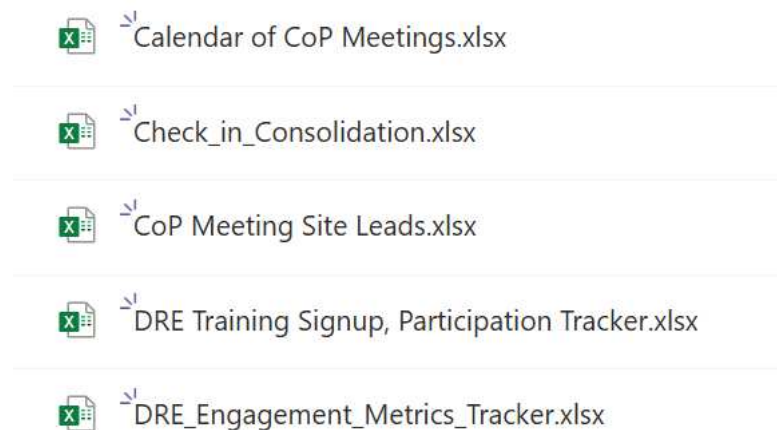 Calendar of CoP Meetings.xlsx
Check_in_Consolidation.xlsx
CoP Meeting Site Leads.xlsx
DRE Training Signup, Participation Tracker.xlsx
DRE_Engagement_Metrics_Tracker.xlsx